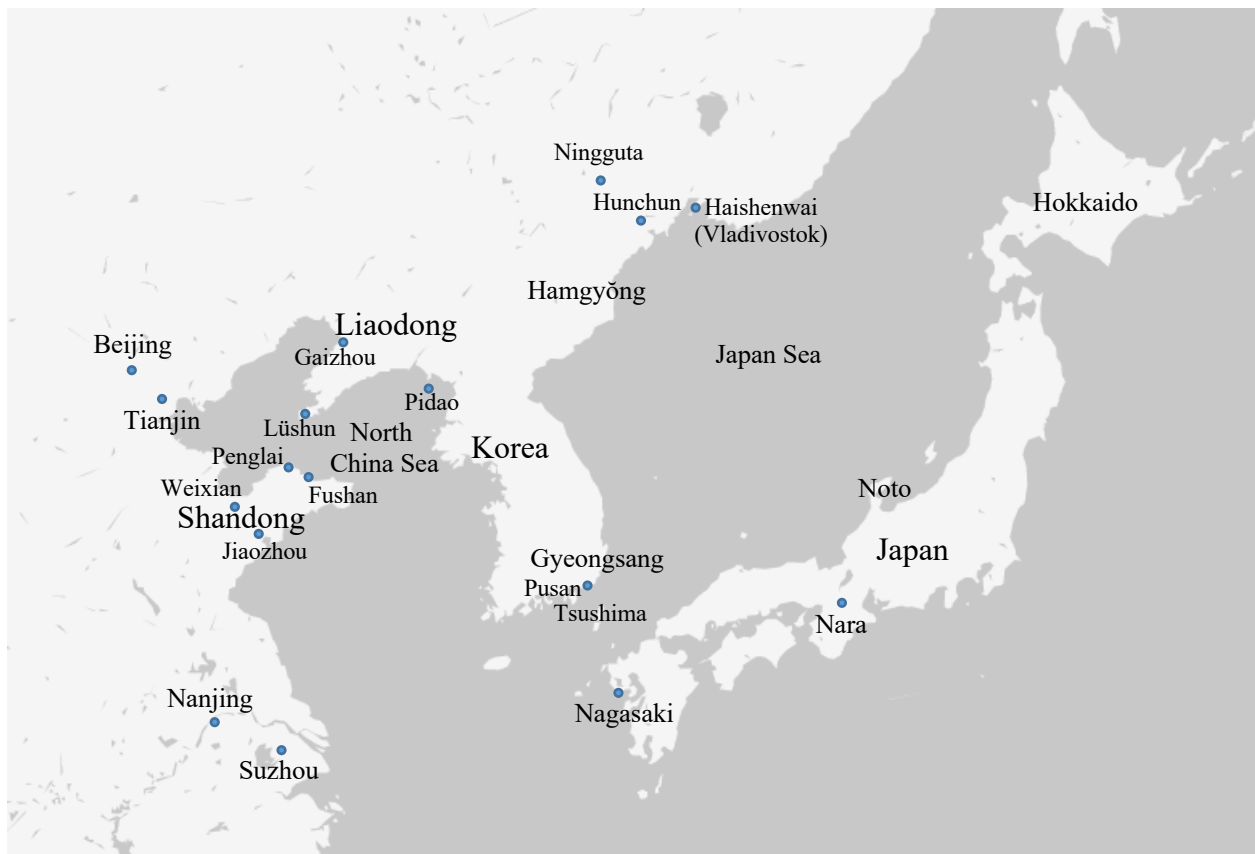 Ningguta
Hunchun
Haishenwai
(Vladivostok)
Hokkaido
Hamgyŏng
Liaodong
Beijing
Gaizhou
Japan Sea
Pidao
Tianjin
Lüshun
North
China Sea
Korea
Penglai
Weixian
Fushan
Noto
Shandong
Jiaozhou
Japan
Gyeongsang
Pusan
Tsushima
Nara
Nanjing
Nagasaki
Suzhou